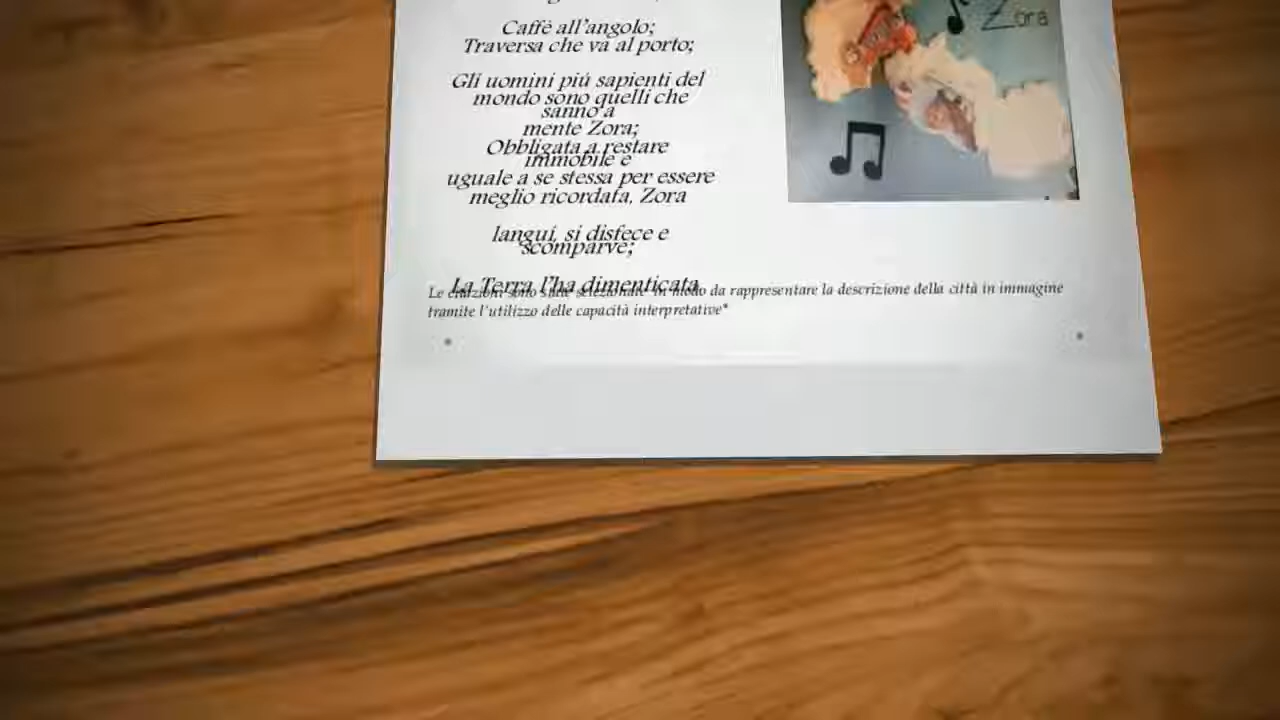 Caffè all'angolo;
Traversa che va al porto;
Gli uomini più sapienti del
mondo sono quelli che
sanno a
mente Zora;
Obbligata a restare
immobile e
uguale a se stessa per essere
meglio ricordata, Zora
languì, si disfece e
scomparve;
La Terra l'ha dimenticata
Le citazioni sono state selezionate in modo da rappresentare la descrizione della città in immagine
tramite l'utilizzo delle capacità interpretative*
Zora